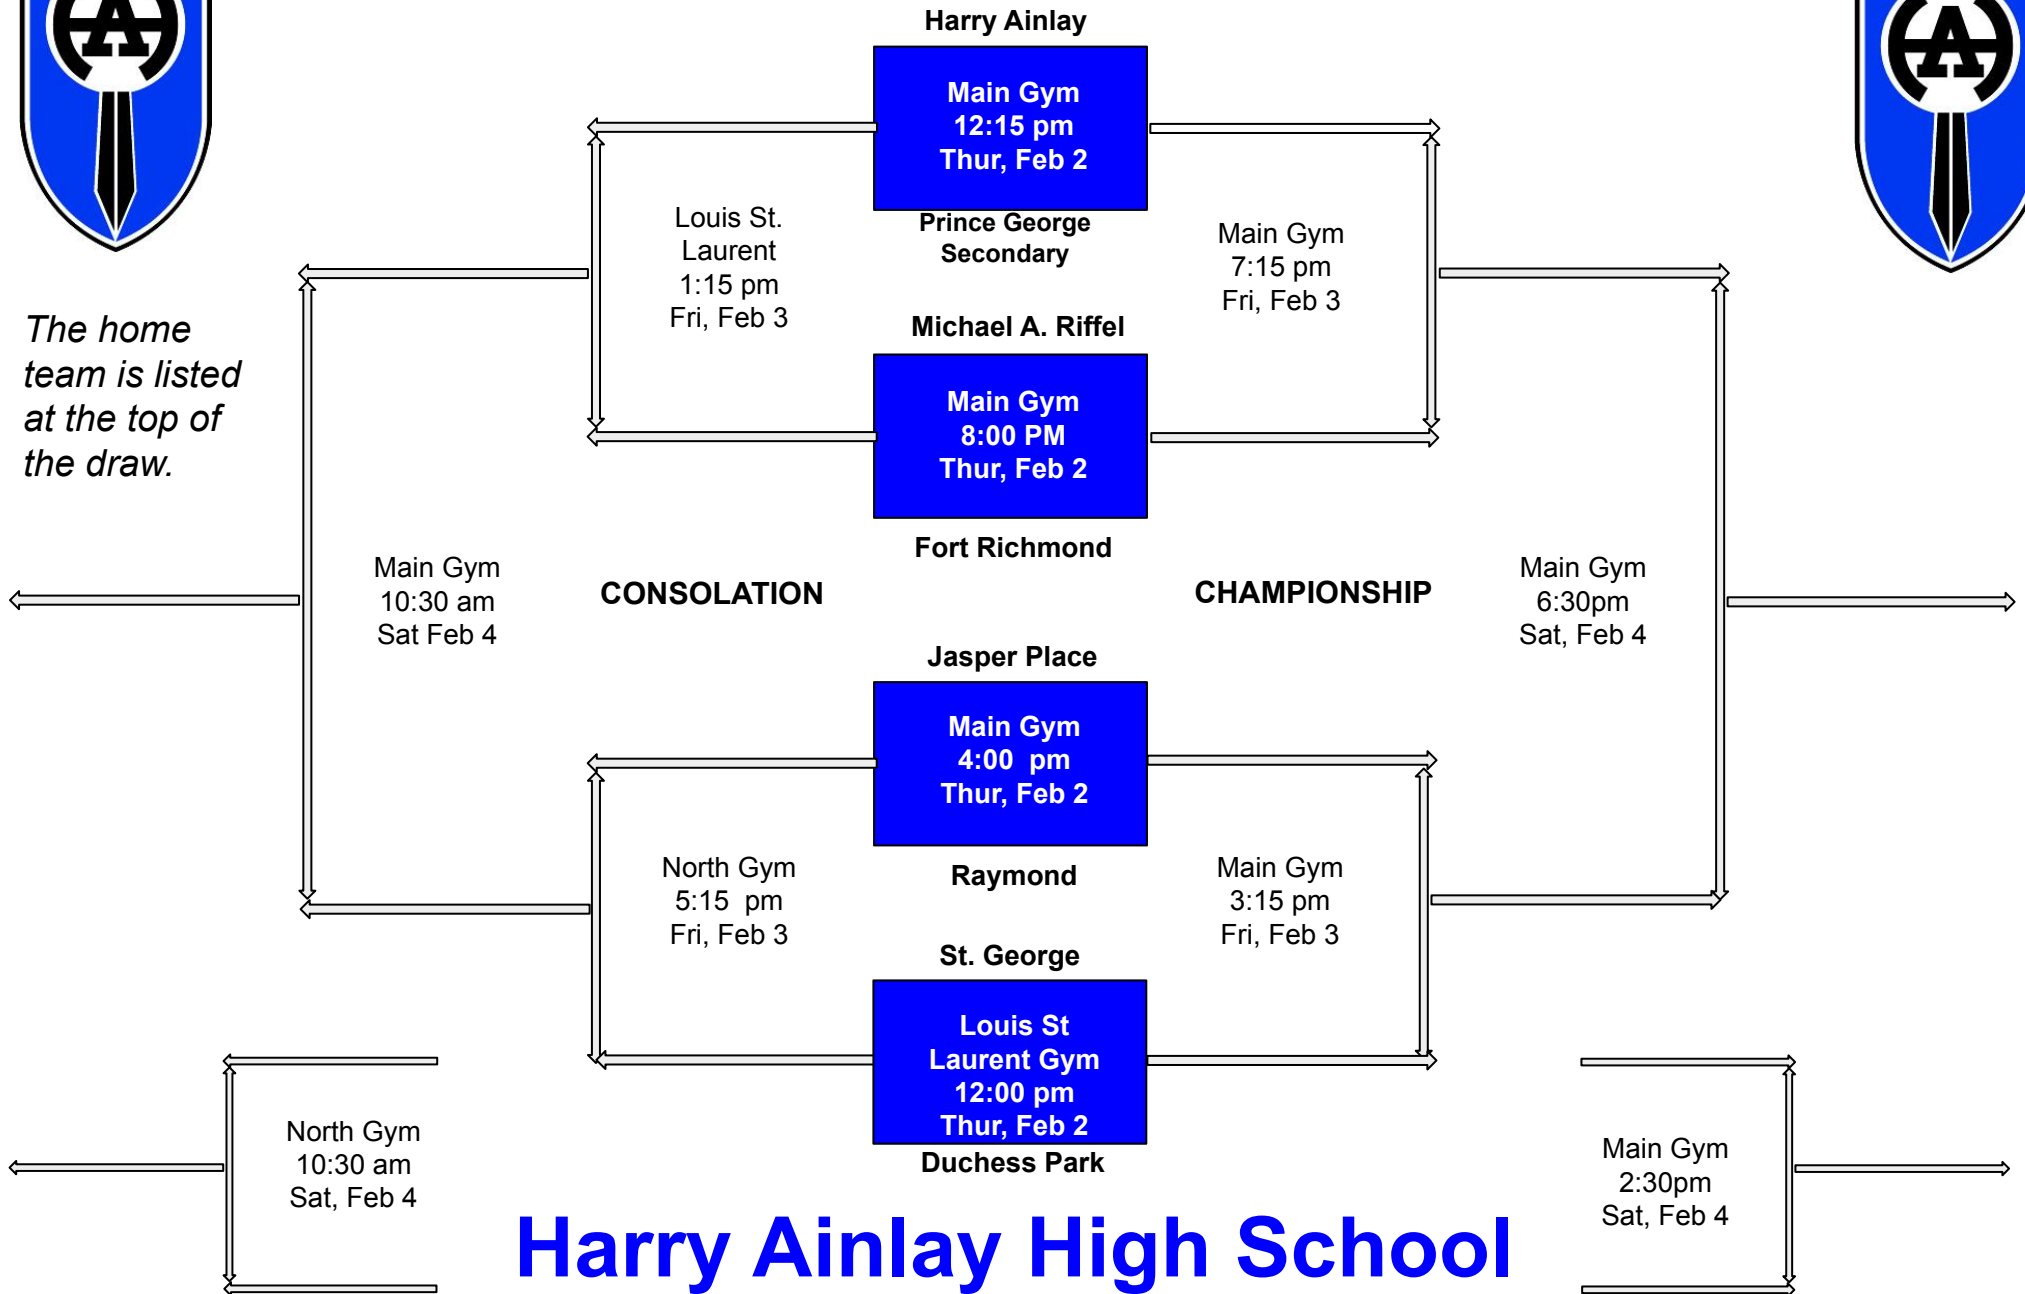 Harry Ainlay
Main Gym
12:15 pm
Thur, Feb 2
Prince George
Secondary
Louis St.
Laurent
1:15 pm
Fri, Feb 3
Main Gym
7:15 pm
Fri, Feb 3
The home
team is listed
at the top of
the draw.
Michael A. Riffel
Main Gym
8:00 PM
Thur, Feb 2
Fort Richmond
Main Gym
10:30 am
Sat Feb 4
CONSOLATION
CHAMPIONSHIP
Main Gym
6:30pm
Sat, Feb 4
Jasper Place
Main Gym
4:00 pm
Thur, Feb 2
Raymond
North Gym
5:15 pm
Fri, Feb 3
Main Gym
3:15 pm
Fri, Feb 3
St. George
Louis St
Laurent Gym
12:00 pm
Thur, Feb 2
Duchess Park
North Gym
10:30 am
Sat, Feb 4
Main Gym
2:30pm
Sat, Feb 4
Harry Ainlay High School
A
A